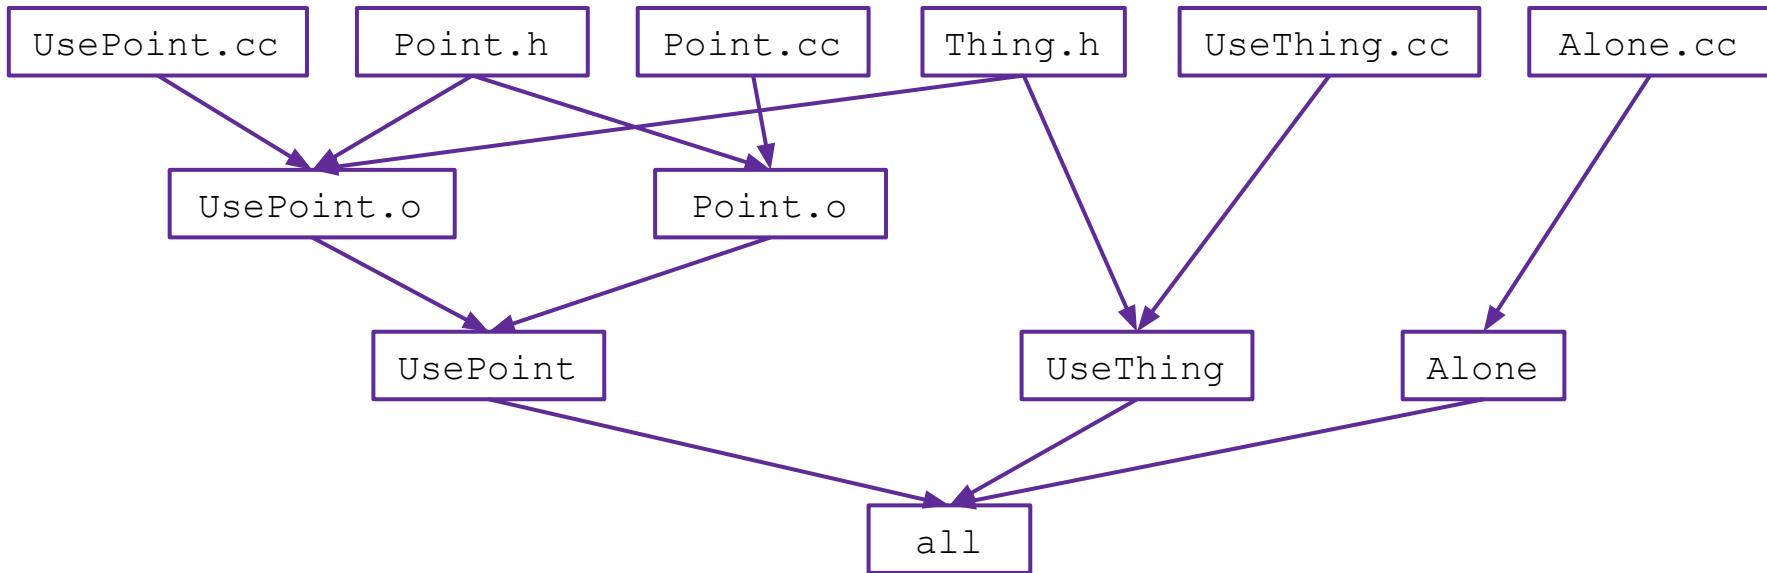 UsePoint.cc
Point.h
Point.cc
Thing.h
UseThing.cc
Alone.cc
UsePoint.o
Point.o
UsePoint
UseThing
Alone
all